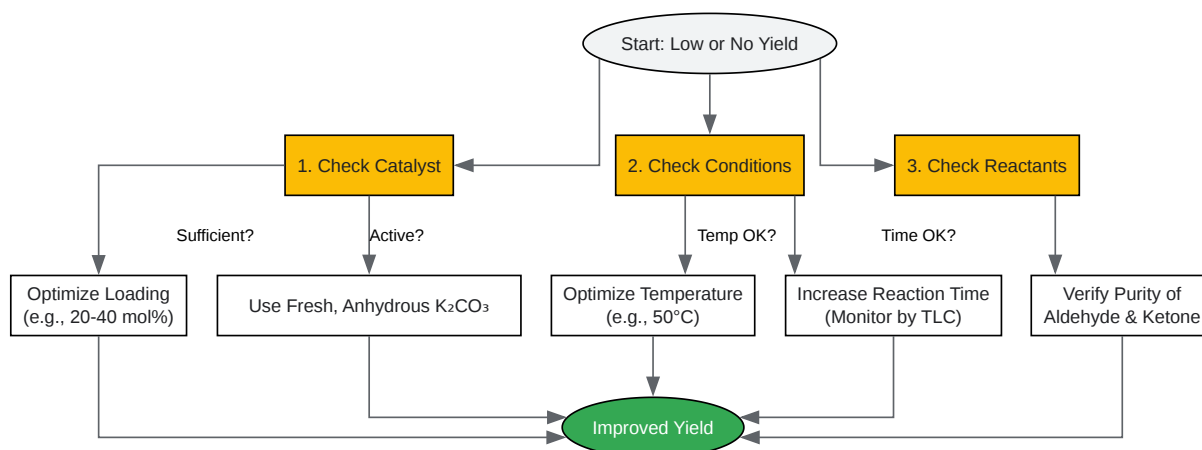 Start: Low or No Yield
1. Check Catalyst
2. Check Conditions
3. Check Reactants
Sufficient?
Active?
Temp OK?
Time OK?
Optimize Loading
(e.g., 20-40 mol%)
Use Fresh, Anhydrous K₂CO₃
Optimize Temperature
(e.g., 50°C)
Increase Reaction Time
(Monitor by TLC)
Verify Purity of
Aldehyde & Ketone
Improved Yield